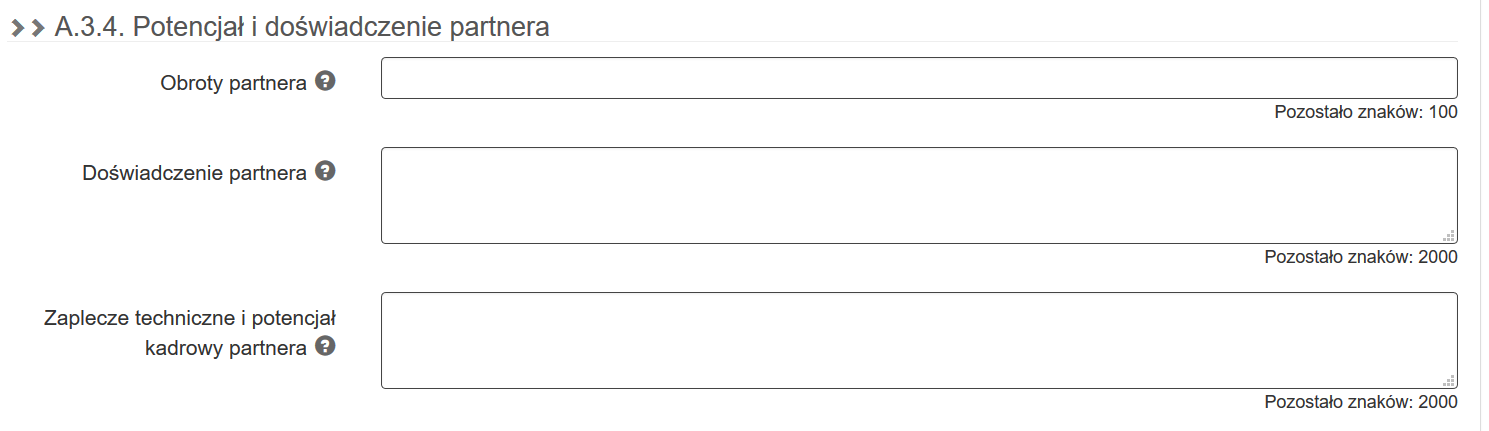 A.3.4. Potencjał i doświadczenie partnera
Obroty partnera ?
Pozostało znaków: 100
Doświadczenie partnera ?
Pozostało znaków: 2000
Zaplecze techniczne i potencjał
kadrowy partnera ?
Pozostało znaków: 2000